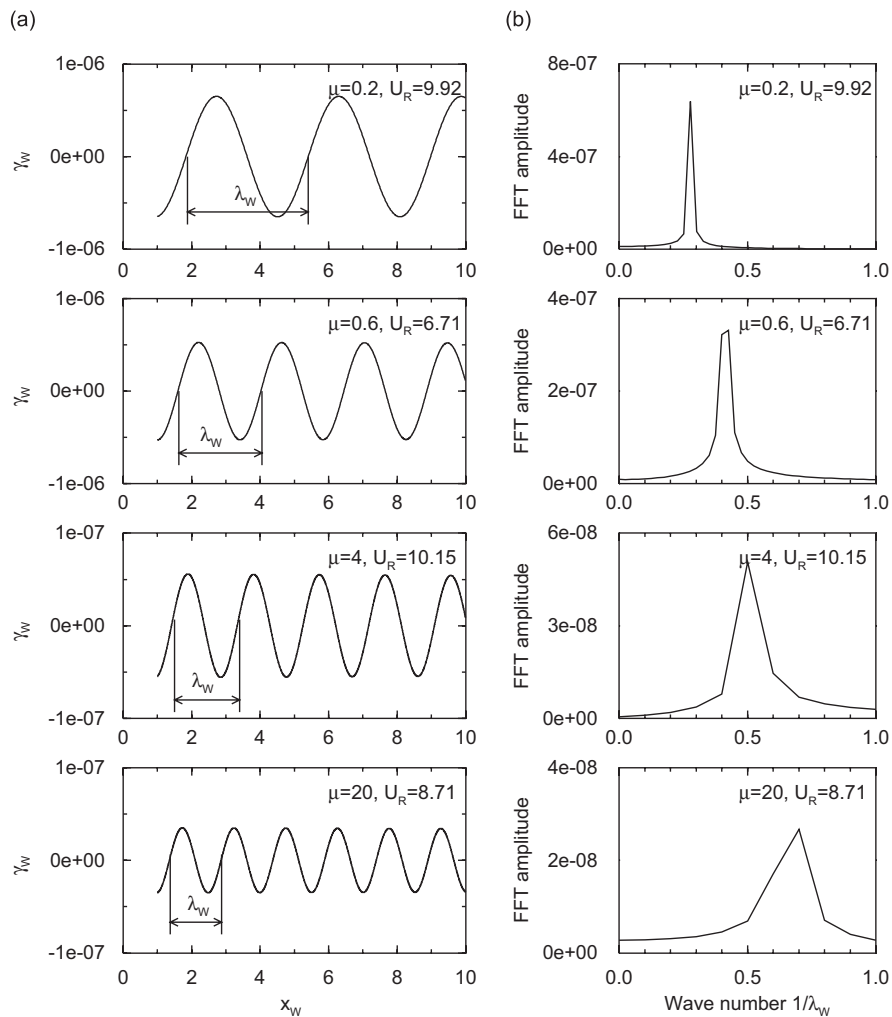 (a)
(b)
1e-06
0e+00
-1e-06
γW
μ=0.2, UR=9.92
λW
0 2 4 6 8 10
8e-07
4e-07
0e+00
FFT amplitude
μ=0.2, UR=9.92
0.0 0.5 1.0
1e-06
0e+00
-1e-06
γW
μ=0.6, UR=6.71
λW
0 2 4 6 8 10
4e-07
2e-07
0e+00
FFT amplitude
μ=0.6, UR=6.71
0.0 0.5 1.0
1e-07
0e+00
-1e-07
γW
μ=4, UR=10.15
λW
0 2 4 6 8 10
6e-08
3e-08
0e+00
FFT amplitude
μ=4, UR=10.15
0.0 0.5 1.0
1e-07
0e+00
-1e-07
γW
μ=20, UR=8.71
λW
0 2 4 6 8 10
xW
4e-08
2e-08
0e+00
FFT amplitude
μ=20, UR=8.71
0.0 0.5 1.0
Wave number 1/λW